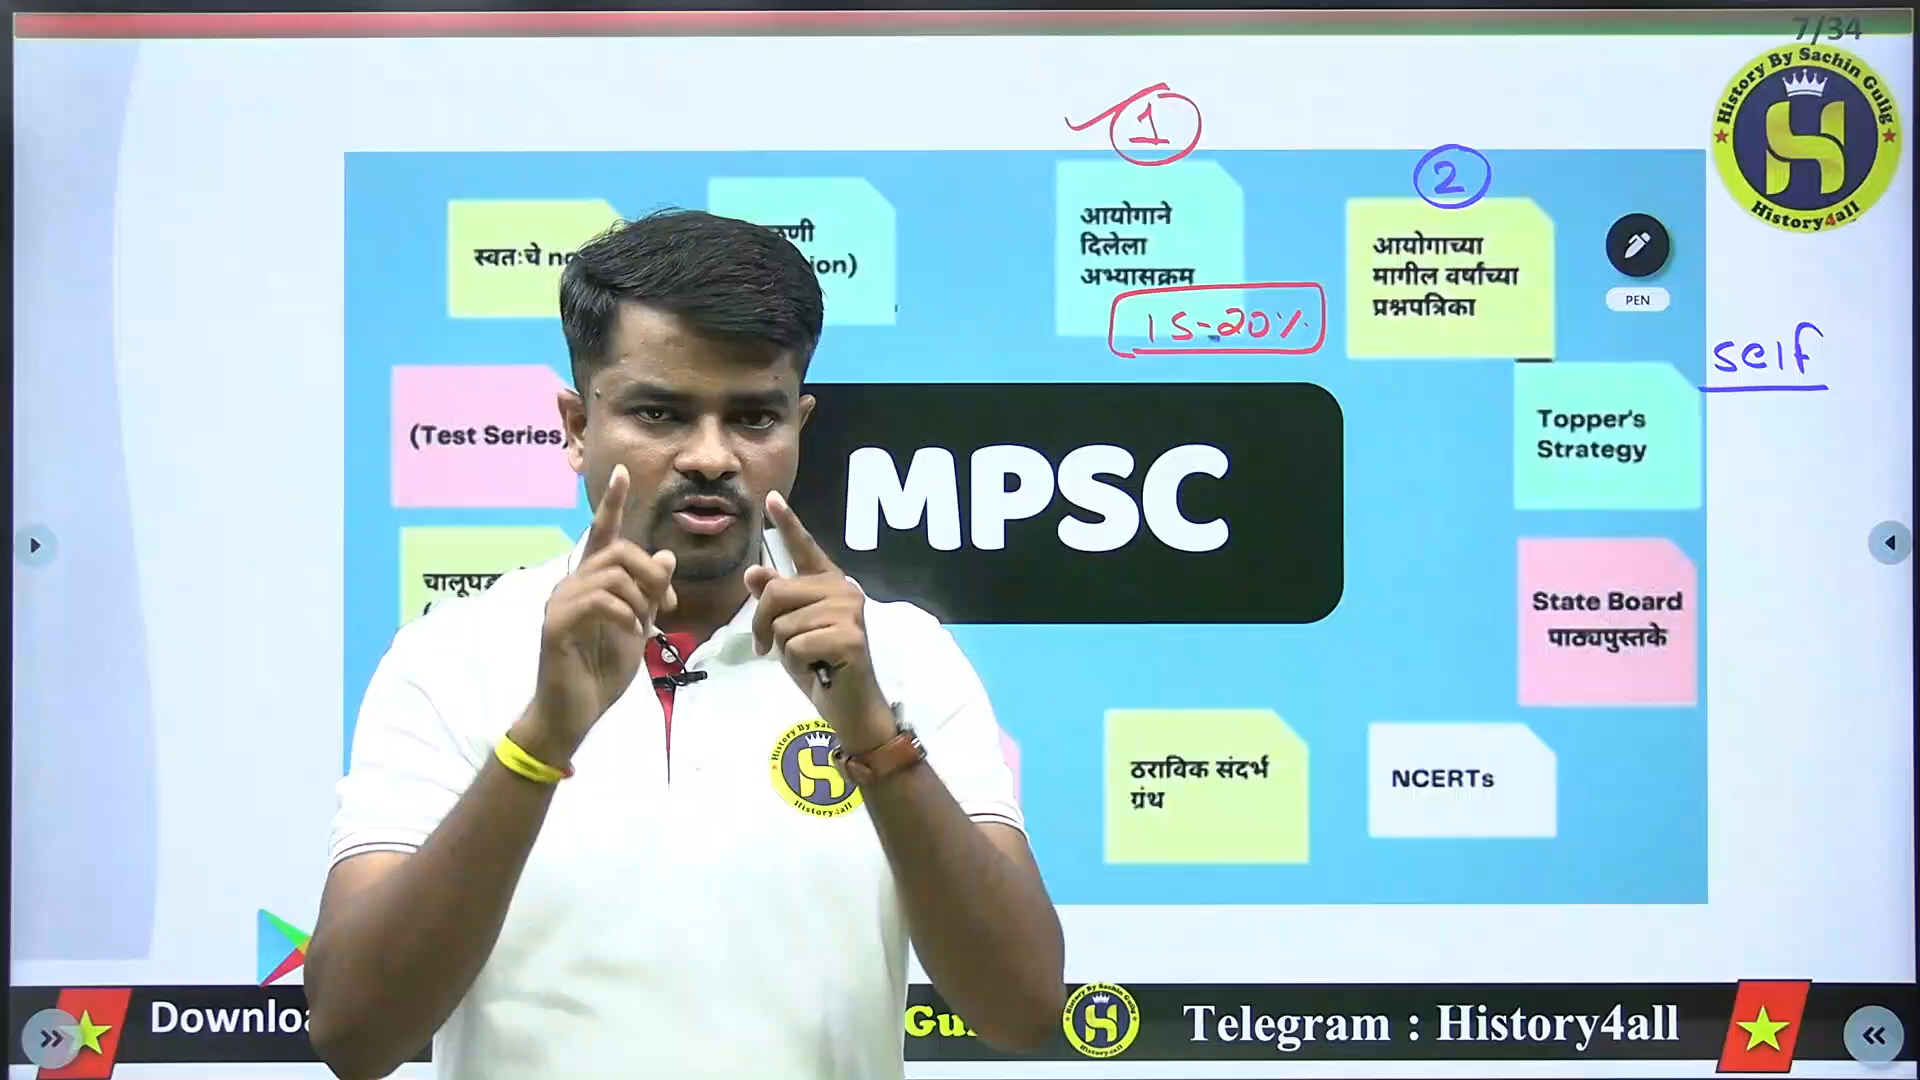 7/34
History By Sachin Gulig
History4all
1
2
स्वतःचे
आयोगाने
दिलेला
अभ्यासक्रम
15-20%
आयोगाच्या
मागील वर्षाच्या
प्रश्नपत्रिका
PEN
self
(Test Series)
MPSC
Topper's
Strategy
State Board
पाठ्यपुस्तके
ठराविक संदर्भ
ग्रंथ
NCERTs
History4all
Telegram : History4all